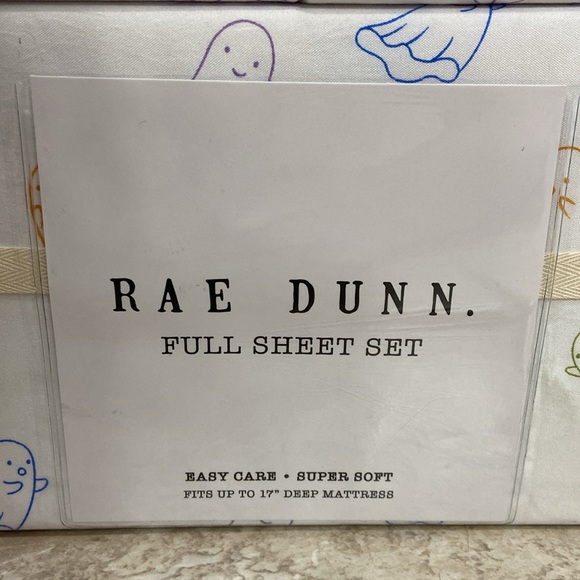 RAE DUNN.
FULL SHEET SET
EASY CARE • SUPER SOFT
FITS UP TO 17" DEEP MATTRESS